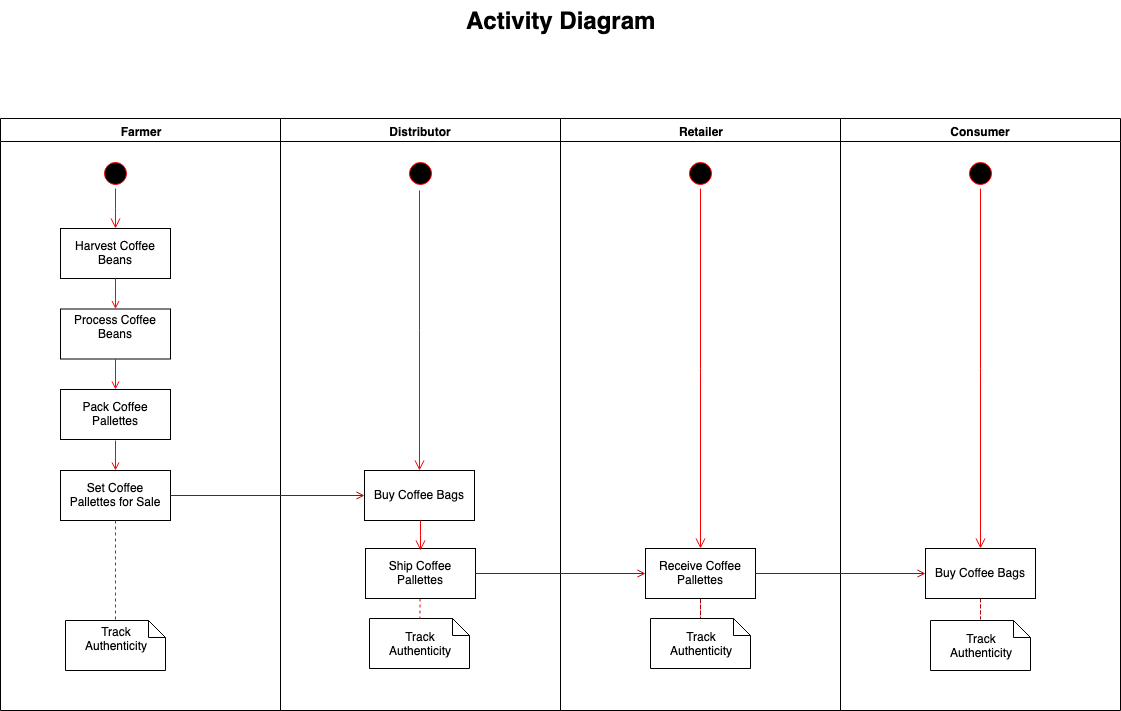 Activity Diagram
Farmer
Distributor
Retailer
Consumer
Harvest Coffee
Beans
Process Coffee
Beans
Pack Coffee
Pallettes
Set Coffee
Pallettes for Sale
Track
Authenticity
Buy Coffee Bags
Ship Coffee
Pallettes
Track
Authenticity
Receive Coffee
Pallettes
Track
Authenticity
Buy Coffee Bags
Track
Authenticity